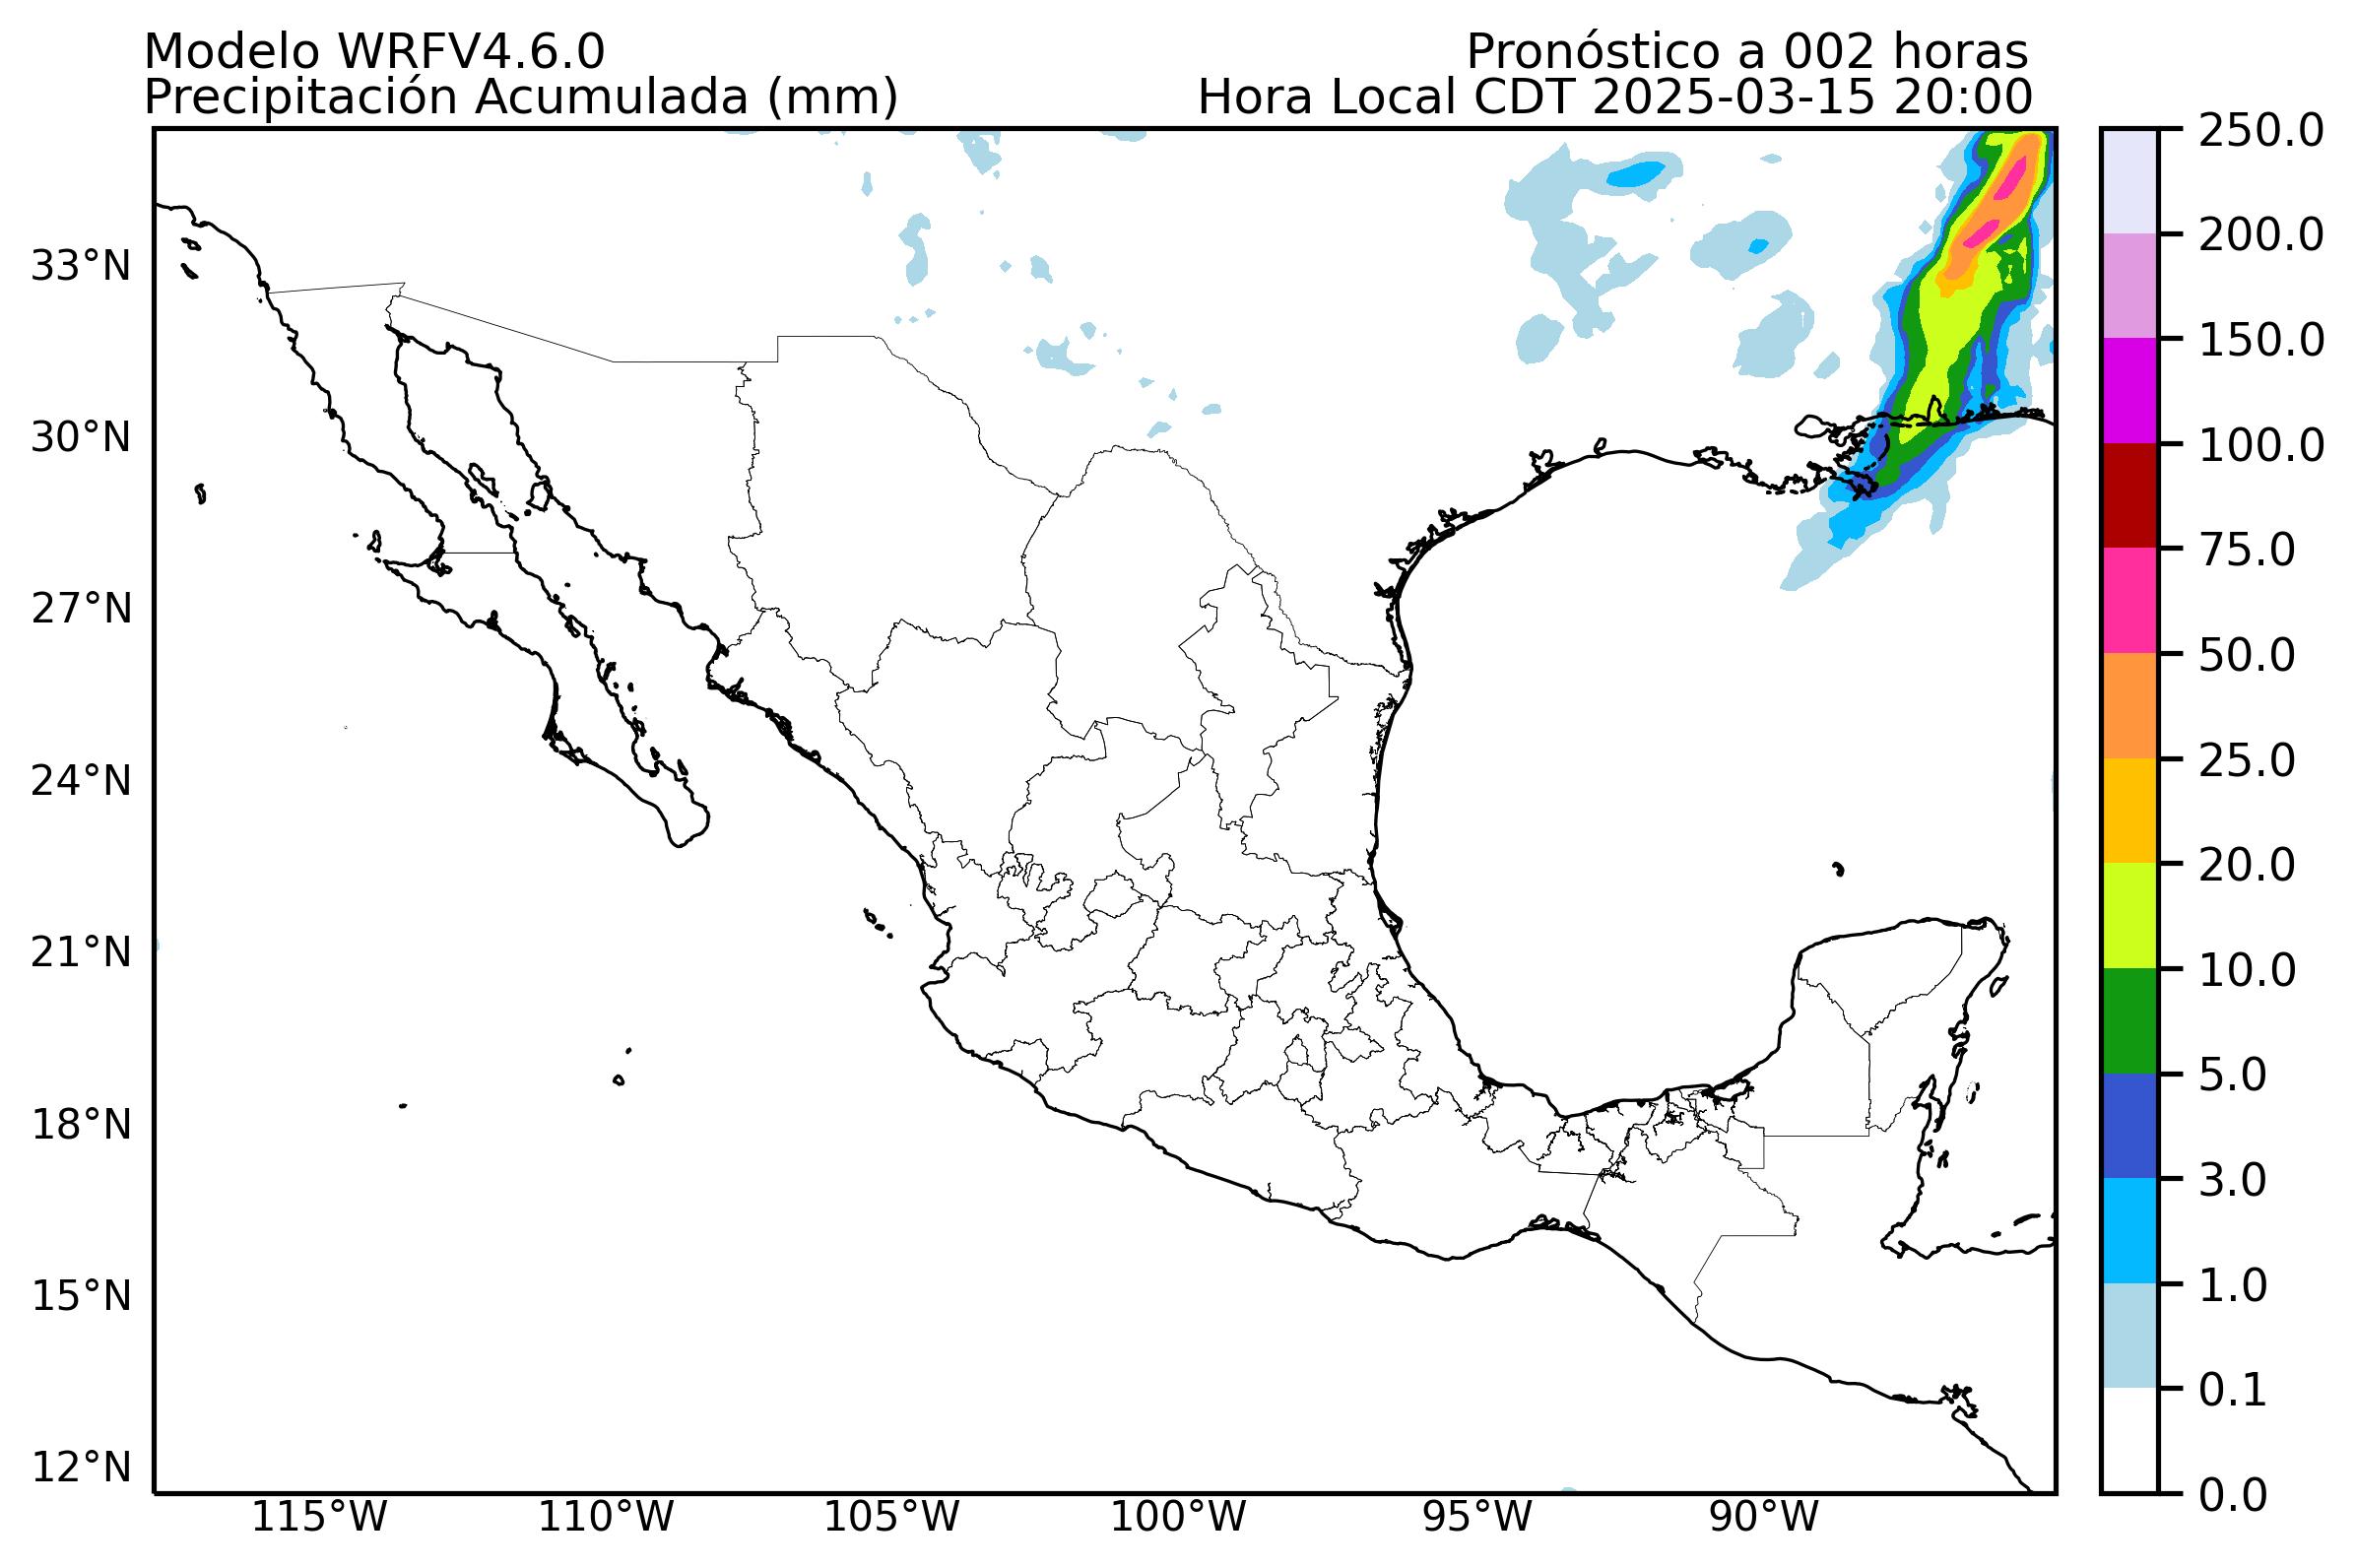 Modelo WRFV4.6.0
Pronóstico a 002 horas
Precipitación Acumulada (mm)
Hora Local CDT 2025-03-15 20:00
33°N
30°N
27°N
24°N
21°N
18°N
15°N
12°N
115°W
110°W
105°W
100°W
95°W
90°W
250.0
200.0
150.0
100.0
75.0
50.0
25.0
20.0
10.0
5.0
3.0
1.0
0.1
0.0